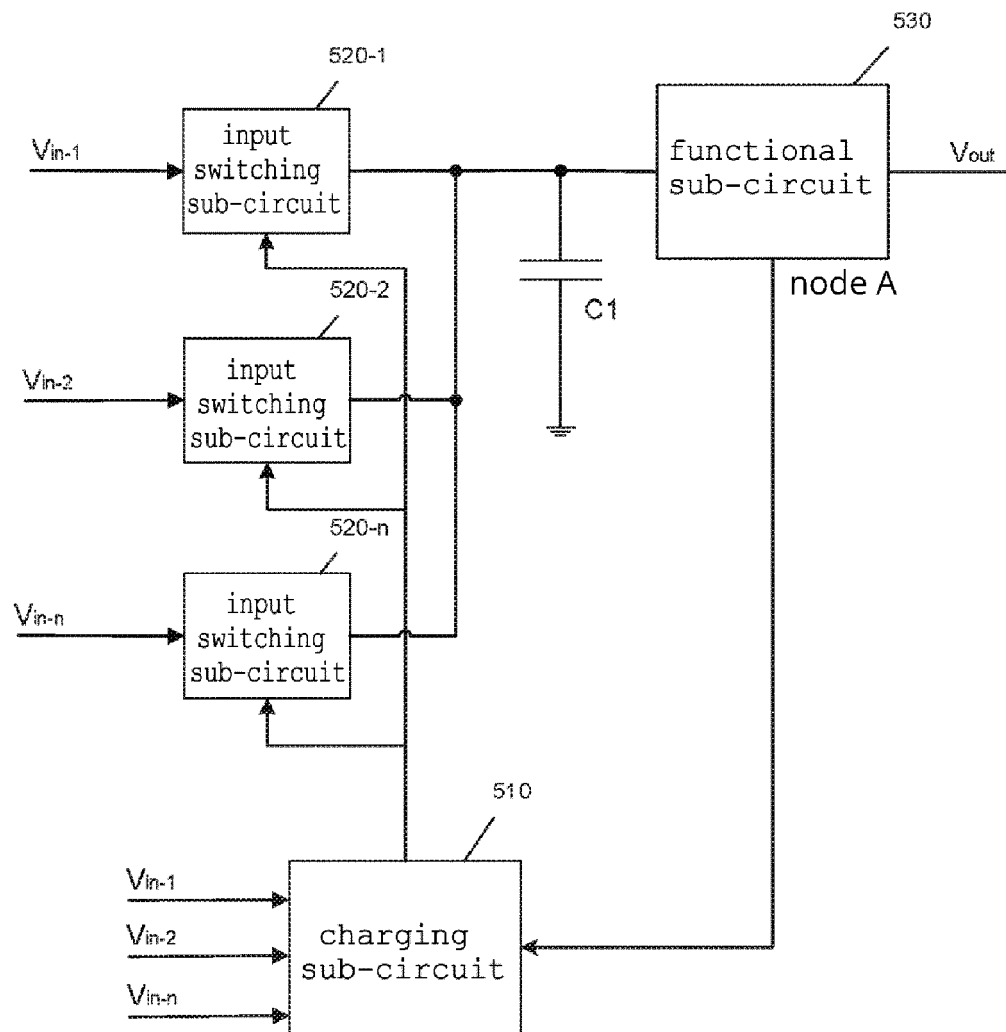 530
520-1
Vin-1
input
switching
sub-circuit
functional
sub-circuit
Vout
node A
520-2
C1
Vin-2
input
switching
sub-circuit
520-n
Vin-n
input
switching
sub-circuit
510
Vin-1
Vin-2
Vin-n
charging
sub-circuit